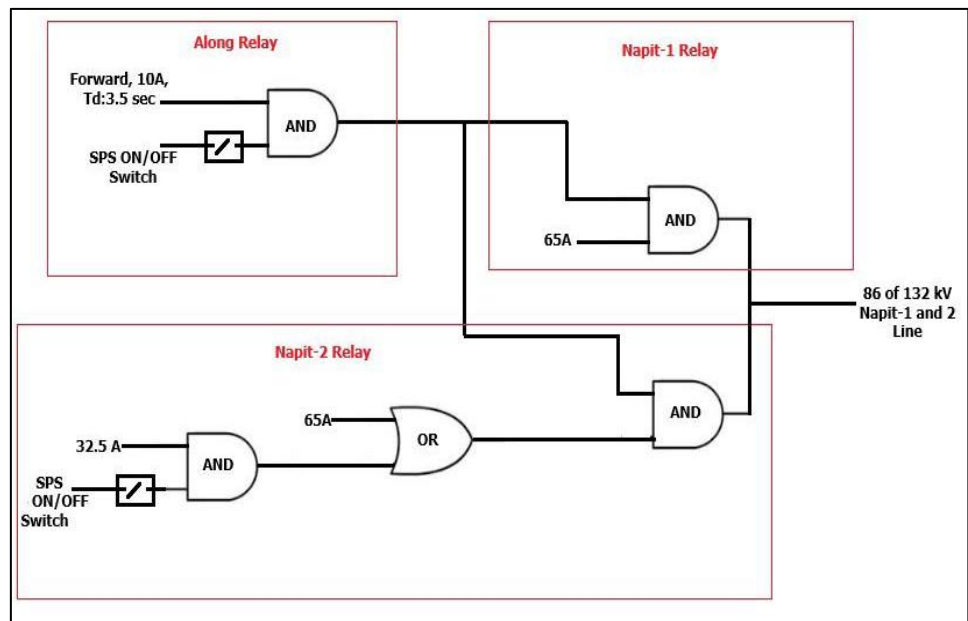 Along Relay
Forward, 10A,
Td:3.5 sec
AND
SPS ON/OFF
Switch
Napit-1 Relay
AND
65A
86 of 132 kV
Napit-1 and 2
Line
Napit-2 Relay
65A
OR
AND
32.5 A
AND
SPS
ON/OFF
Switch